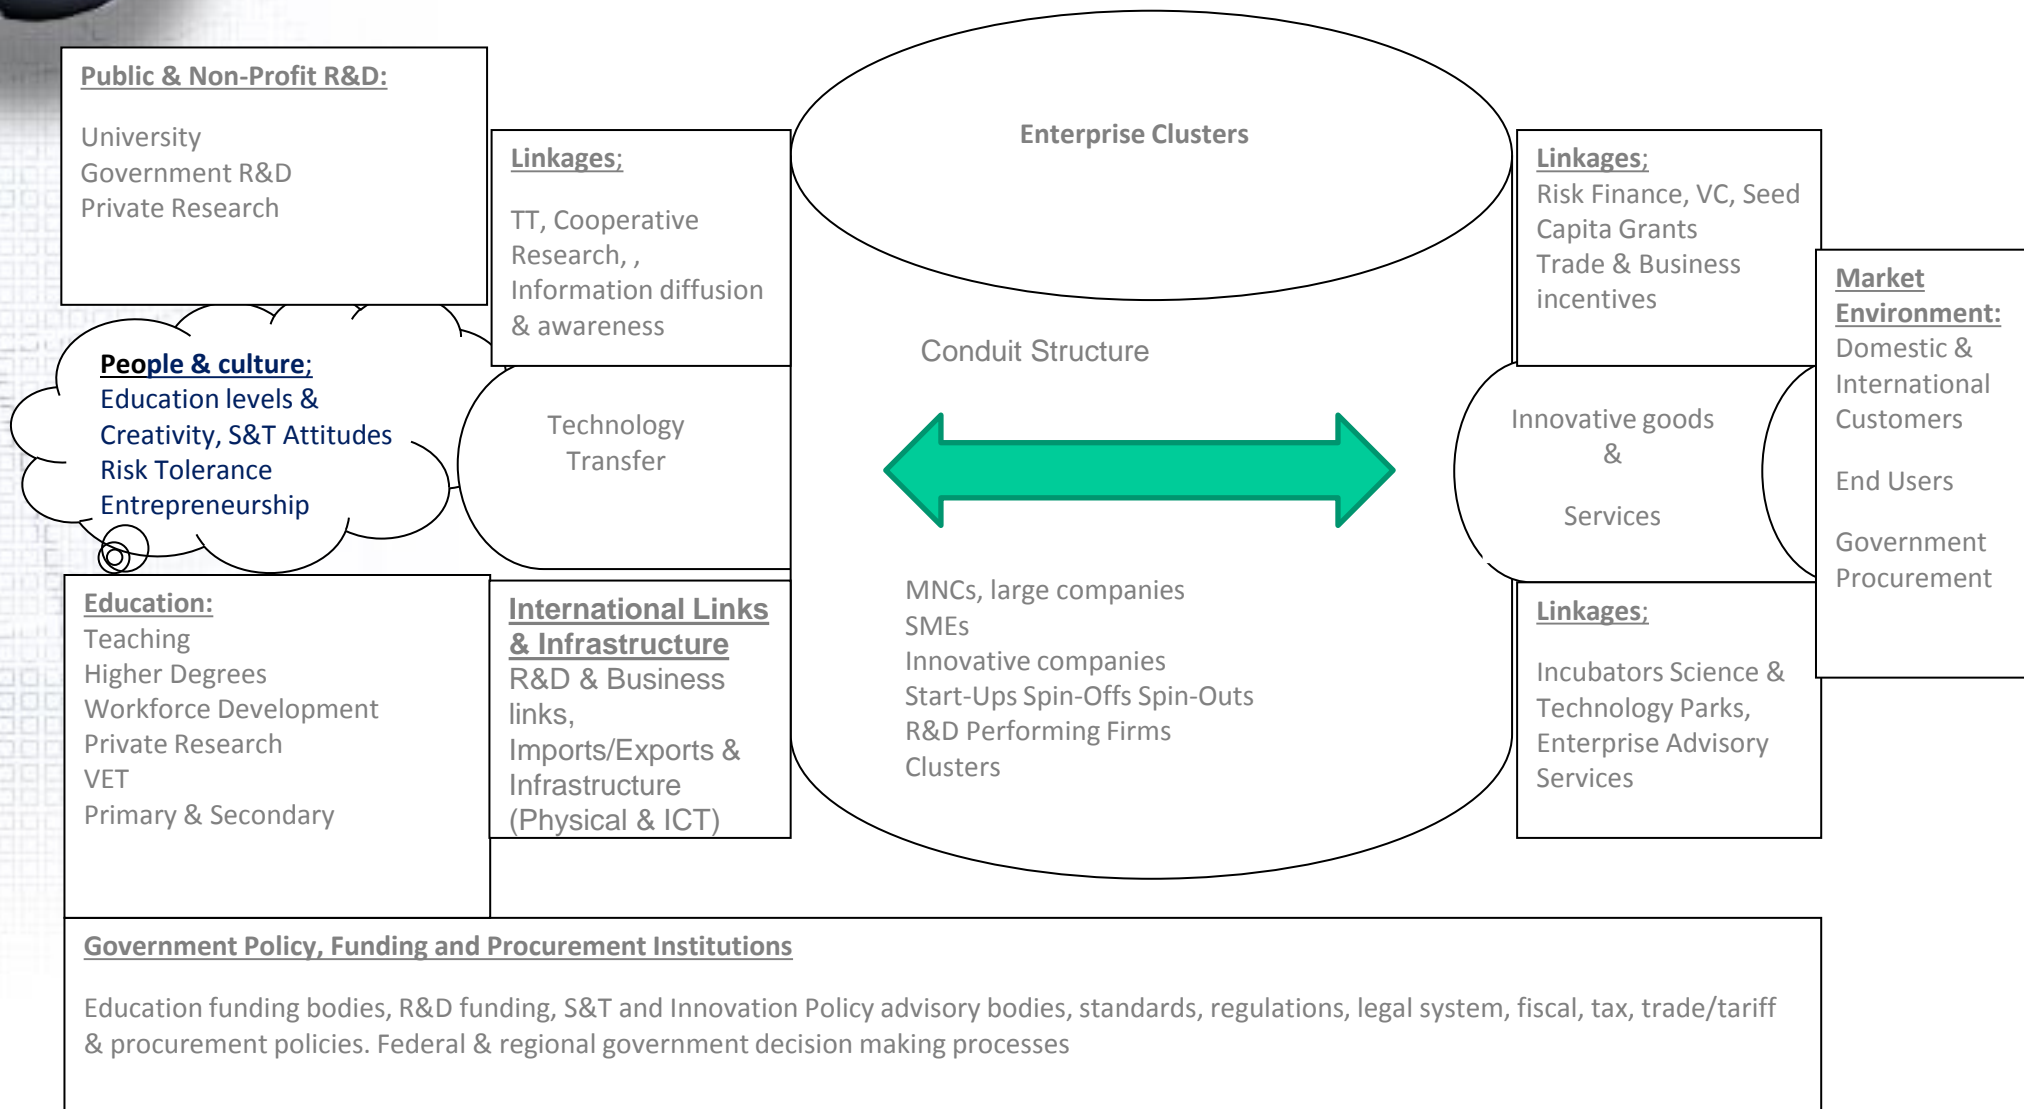 Public & Non-Profit R&D:
University
Government R&D
Private Research
Linkages;
TT, Cooperative
Research, ,
Information diffusion
& awareness
Enterprise Clusters
Linkages;
Risk Finance, VC, Seed
Capita Grants
Trade & Business
incentives
Market
Environment:
Domestic &
International
Customers
End Users
Government
Procurement
People & culture;
Education levels &
Creativity, S&T Attitudes
Risk Tolerance
Entrepreneurship
Technology
Transfer
Conduit Structure
Innovative goods
&
Services
Education:
Teaching
Higher Degrees
Workforce Development
Private Research
VET
Primary & Secondary
International Links
& Infrastructure
R&D & Business
links,
Imports/Exports &
Infrastructure
(Physical & ICT)
MNCs, large companies
SMEs
Innovative companies
Start-Ups Spin-Offs Spin-Outs
R&D Performing Firms
Clusters
Linkages;
Incubators Science &
Technology Parks,
Enterprise Advisory
Services
Government Policy, Funding and Procurement Institutions
Education funding bodies, R&D funding, S&T and Innovation Policy advisory bodies, standards, regulations, legal system, fiscal, tax, trade/tariff
& procurement policies. Federal & regional government decision making processes